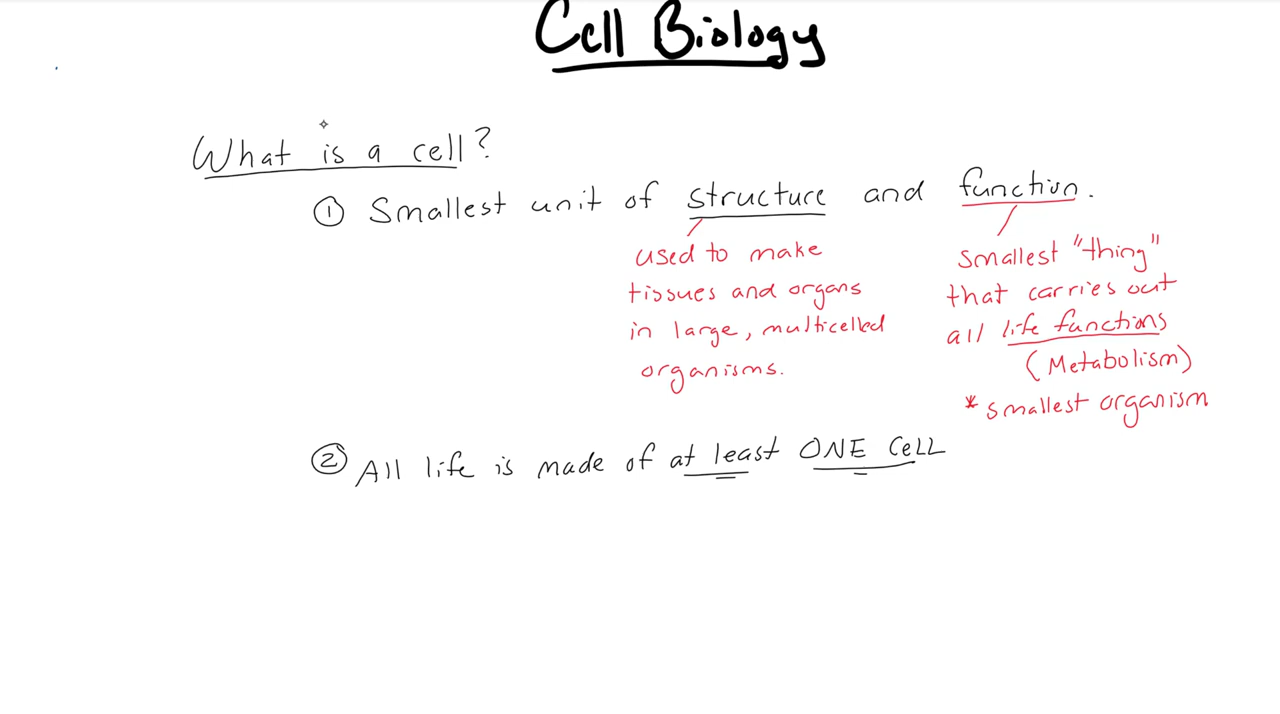 Cell Biology
What is a cell?
① Smallest unit of structure and function.
used to make
tissues and organs
in large, multicelled
organisms.
smallest "thing"
that carries out
all life functions
(Metabolism)
* smallest organism
② All life is made of at least ONE CELL